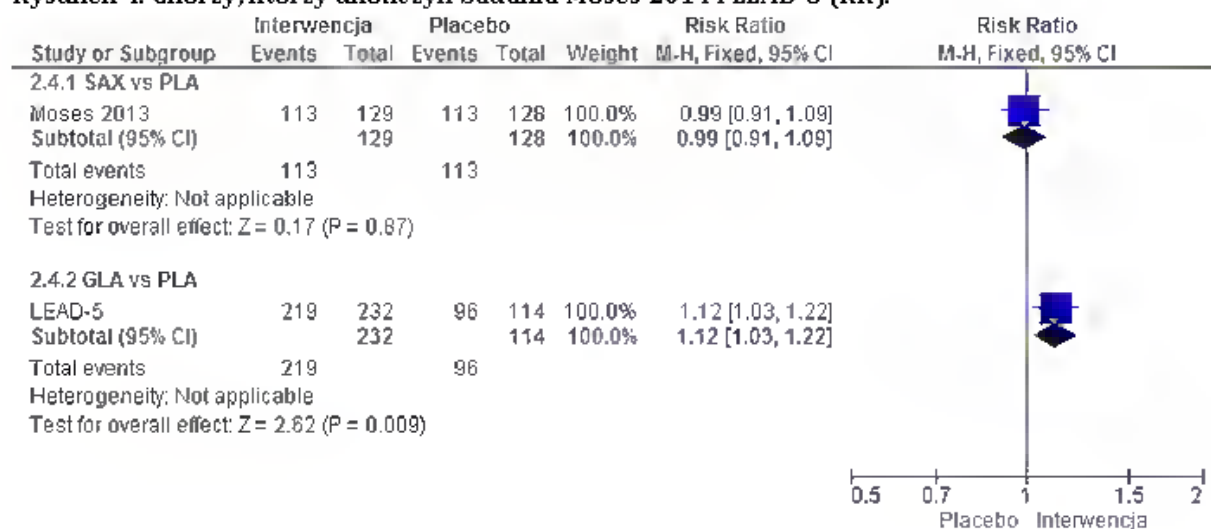 Interwencja Placebo Risk Ratio Risk Ratio
Study or Subgroup Events Total Events Total Weight M-H, Fixed, 95% CI M-H, Fixed, 95% CI
2.4.1 SAX vs PLA
Moses 2013 113 129 113 128 100.0% 0.99 [0.91, 1.09]
Subtotal (95% CI) 129 128 100.0% 0.99 [0.91, 1.09]
Total events 113 113
Heterogeneity: Not applicable
Test for overall effect: Z = 0.17 (P = 0.87)
2.4.2 GLA vs PLA
LEAD-5 219 232 96 114 100.0% 1.12 [1.03, 1.22]
Subtotal (95% CI) 232 114 100.0% 1.12 [1.03, 1.22]
Total events 219 96
Heterogeneity: Not applicable
Test for overall effect: Z = 2.62 (P = 0.009)
0.5 0.7 1 1.5 2
Placebo Interwencja